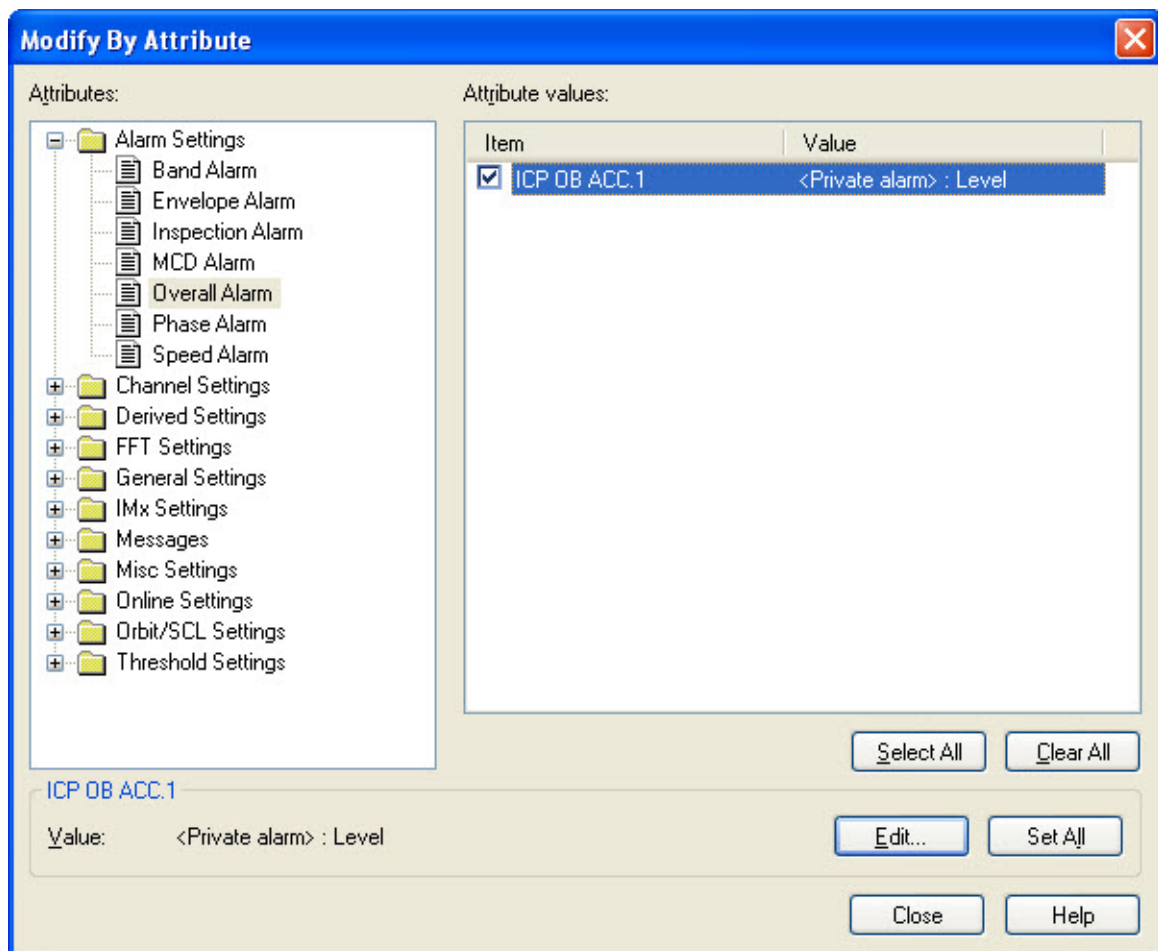 Modify By Attribute
Attributes:
Alarm Settings
Band Alarm
Envelope Alarm
Inspection Alarm
MCD Alarm
Overall Alarm
Phase Alarm
Speed Alarm
Channel Settings
Derived Settings
FFT Settings
General Settings
IMx Settings
Messages
Misc Settings
Online Settings
Orbit/SCL Settings
Threshold Settings
Attribute values:
Item Value
ICP OB ACC.1 <Private alarm> : Level
Select All Clear All
ICP OB ACC.1
Value: <Private alarm> : Level
Edit... Set All
Close Help